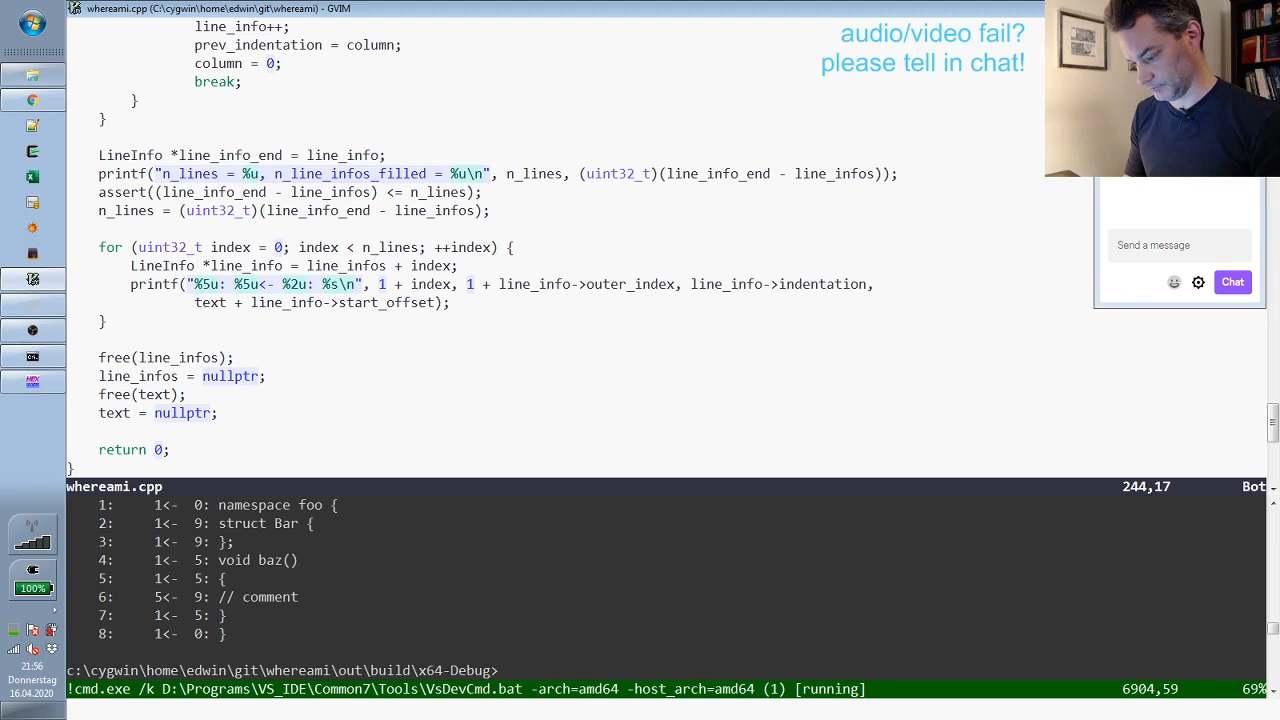 whereami.cpp (C:\cygwin\home\edwin\git\whereami) - GVIM
line_info++;
prev_indentation = column;
column = 0;
break;
}
}
LineInfo *line_info_end = line_info;
printf("n_lines = %u, n_line_infos_filled = %u\n", n_lines, (uint32_t)(line_info_end - line_infos));
assert((line_info_end - line_infos) <= n_lines);
n_lines = (uint32_t)(line_info_end - line_infos);
for (uint32_t index = 0; index < n_lines; ++index) {
LineInfo *line_info = line_infos + index;
printf("%5u: %5u<- %2u: %s\n", 1 + index, 1 + line_info->outer_index, line_info->indentation,
text + line_info->start_offset);
}
free(line_infos);
line_infos = nullptr;
free(text);
text = nullptr;
return 0;
}
whereami.cpp 244,17 Bot
1: 1<- 0: namespace foo {
2: 1<- 9: struct Bar {
3: 1<- 9: };
4: 1<- 5: void baz()
5: 1<- 5: {
6: 5<- 9: // comment
7: 1<- 5: }
8: 1<- 0: }
c:\cygwin\home\edwin\git\whereami\out\build\x64-Debug>
!cmd.exe /k D:\Programs\VS_IDE\Common7\Tools\VsDevCmd.bat -arch=amd64 -host_arch=amd64 (1) [running] 6904,59 69%
audio/video fail?
please tell in chat!
Send a message
Chat
100%
21:56
Donnerstag
16.04.2020